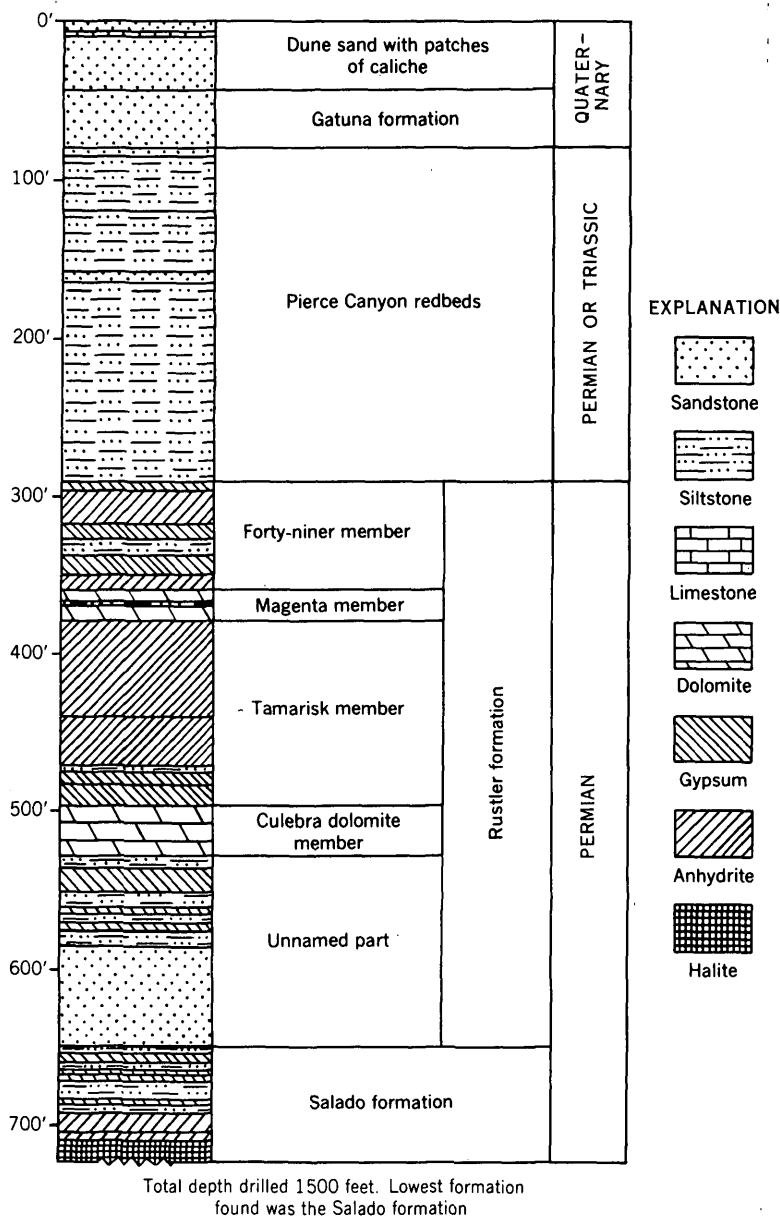 0'
Dune sand with patches
of caliche
Gatuna formation
QUATER-
NARY
100'
200'
Pierce Canyon redbeds
PERMIAN OR TRIASSIC
300'
Forty-niner member
Magenta member
400'
Tamarisk member
500'
Culebra dolomite
member
Unnamed part
600'
Rustler formation
PERMIAN
Salado formation
700'
EXPLANATION
Sandstone
Siltstone
Limestone
Dolomite
Gypsum
Anhydrite
Halite
Total depth drilled 1500 feet. Lowest formation
found was the Salado formation